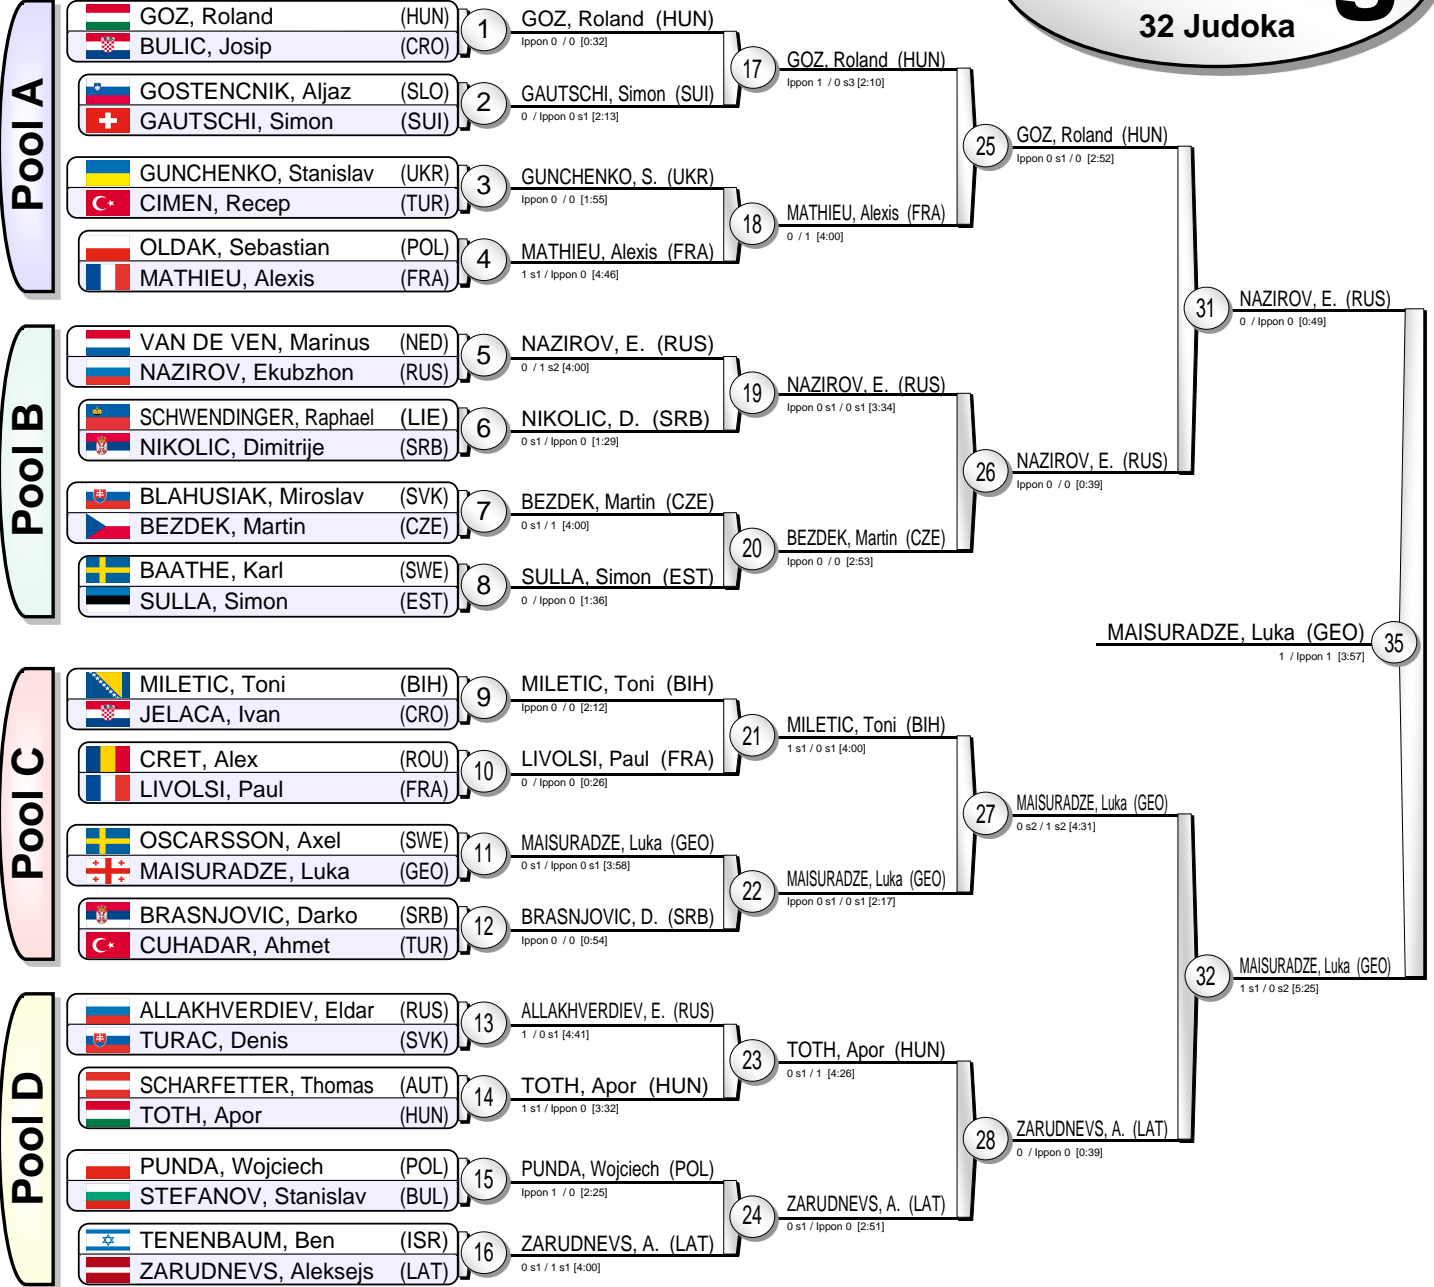 32 Judoka
Pool A
GOZ, Roland (HUN)
BULIC, Josip (CRO)
1
GOSTENCNIK, Aljaz (SLO)
GAUTSCHI, Simon (SUI)
2
GUNCHENKO, Stanislav (UKR)
CIMEN, Recep (TUR)
3
OLDAK, Sebastian (POL)
MATHIEU, Alexis (FRA)
4
Pool B
VAN DE VEN, Marinus (NED)
NAZIROV, Ekubzhon (RUS)
5
SCHWENDINGER, Raphael (LIE)
NIKOLIC, Dimitrije (SRB)
6
BLAHUSIAK, Miroslav (SVK)
BEZDEK, Martin (CZE)
7
BAATHE, Karl (SWE)
SULLA, Simon (EST)
8
Pool C
MILETIC, Toni (BIH)
JELACA, Ivan (CRO)
9
CRET, Alex (ROU)
LIVOLSI, Paul (FRA)
10
OSCARSSON, Axel (SWE)
MAISURADZE, Luka (GEO)
11
BRASNJOVIC, Darko (SRB)
CUHADAR, Ahmet (TUR)
12
Pool D
ALLAKHVERDIEV, Eldar (RUS)
TURAC, Denis (SVK)
13
SCHARFETTER, Thomas (AUT)
TOTH, Apor (HUN)
14
PUNDA, Wojciech (POL)
STEFANOV, Stanislav (BUL)
15
TENENBAUM, Ben (ISR)
ZARUDNEVS, Aleksejs (LAT)
16
GOZ, Roland (HUN)
Ippon 0 / 0 [0:32]
GAUTSCHI, Simon (SUI)
0 / Ippon 0 s1 [2:13]
17
GUNCHENKO, S. (UKR)
Ippon 0 / 0 [1:55]
MATHIEU, Alexis (FRA)
1 s1 / Ippon 0 [4:46]
18
NAZIROV, E. (RUS)
0 / 1 s2 [4:00]
NIKOLIC, D. (SRB)
0 s1 / Ippon 0 [1:29]
19
BEZDEK, Martin (CZE)
0 s1 / 1 [4:00]
SULLA, Simon (EST)
0 / Ippon 0 [1:36]
20
MILETIC, Toni (BIH)
Ippon 0 / 0 [2:12]
LIVOLSI, Paul (FRA)
0 / Ippon 0 [0:26]
21
MAISURADZE, Luka (GEO)
0 s1 / Ippon 0 s1 [3:58]
BRASNJOVIC, D. (SRB)
Ippon 0 / 0 [0:54]
22
ALLAKHVERDIEV, E. (RUS)
1 / 0 s1 [4:41]
TOTH, Apor (HUN)
1 s1 / Ippon 0 [3:32]
23
PUNDA, Wojciech (POL)
Ippon 1 / 0 [2:25]
ZARUDNEVS, A. (LAT)
0 s1 / 1 s1 [4:00]
24
GOZ, Roland (HUN)
Ippon 1 / 0 s3 [2:10]
MATHIEU, Alexis (FRA)
0 / 1 [4:00]
25
NAZIROV, E. (RUS)
Ippon 0 s1 / 0 s1 [3:34]
BEZDEK, Martin (CZE)
Ippon 0 / 0 [2:53]
26
MILETIC, Toni (BIH)
1 s1 / 0 s1 [4:00]
MAISURADZE, Luka (GEO)
Ippon 0 s1 / 0 s1 [2:17]
27
TOTH, Apor (HUN)
0 s1 / 1 [4:26]
ZARUDNEVS, A. (LAT)
0 s1 / Ippon 0 [2:51]
28
GOZ, Roland (HUN)
Ippon 0 s1 / 0 [2:52]
NAZIROV, E. (RUS)
Ippon 0 / 0 [0:39]
31
MAISURADZE, Luka (GEO)
0 s2 / 1 s2 [4:31]
ZARUDNEVS, A. (LAT)
0 / Ippon 0 [0:39]
32
NAZIROV, E. (RUS)
0 / Ippon 0 [0:49]
MAISURADZE, Luka (GEO)
1 s1 / 0 s2 [5:25]
35
MAISURADZE, Luka (GEO)
1 / Ippon 1 [3:57]